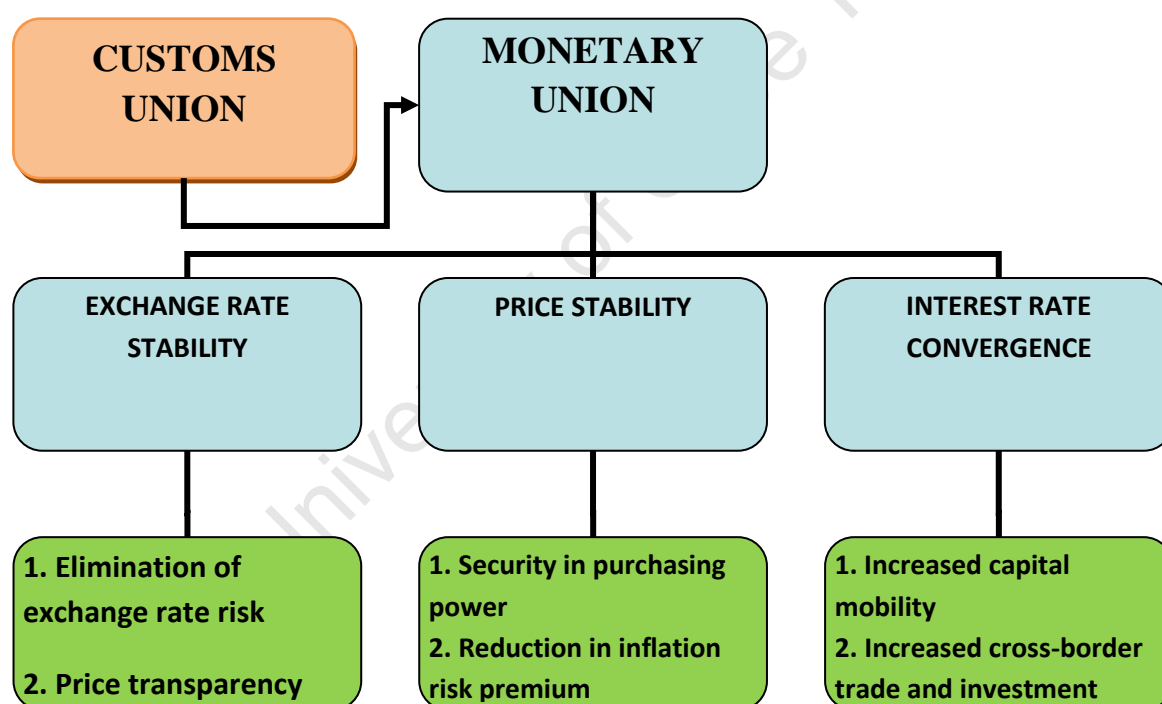 CUSTOMS
UNION
MONETARY
UNION
EXCHANGE RATE
STABILITY
PRICE STABILITY
INTEREST RATE
CONVERGENCE
1. Elimination of
exchange rate risk
2. Price transparency
1. Security in purchasing
power
2. Reduction in inflation
risk premium
1. Increased capital
mobility
2. Increased cross-border
trade and investment